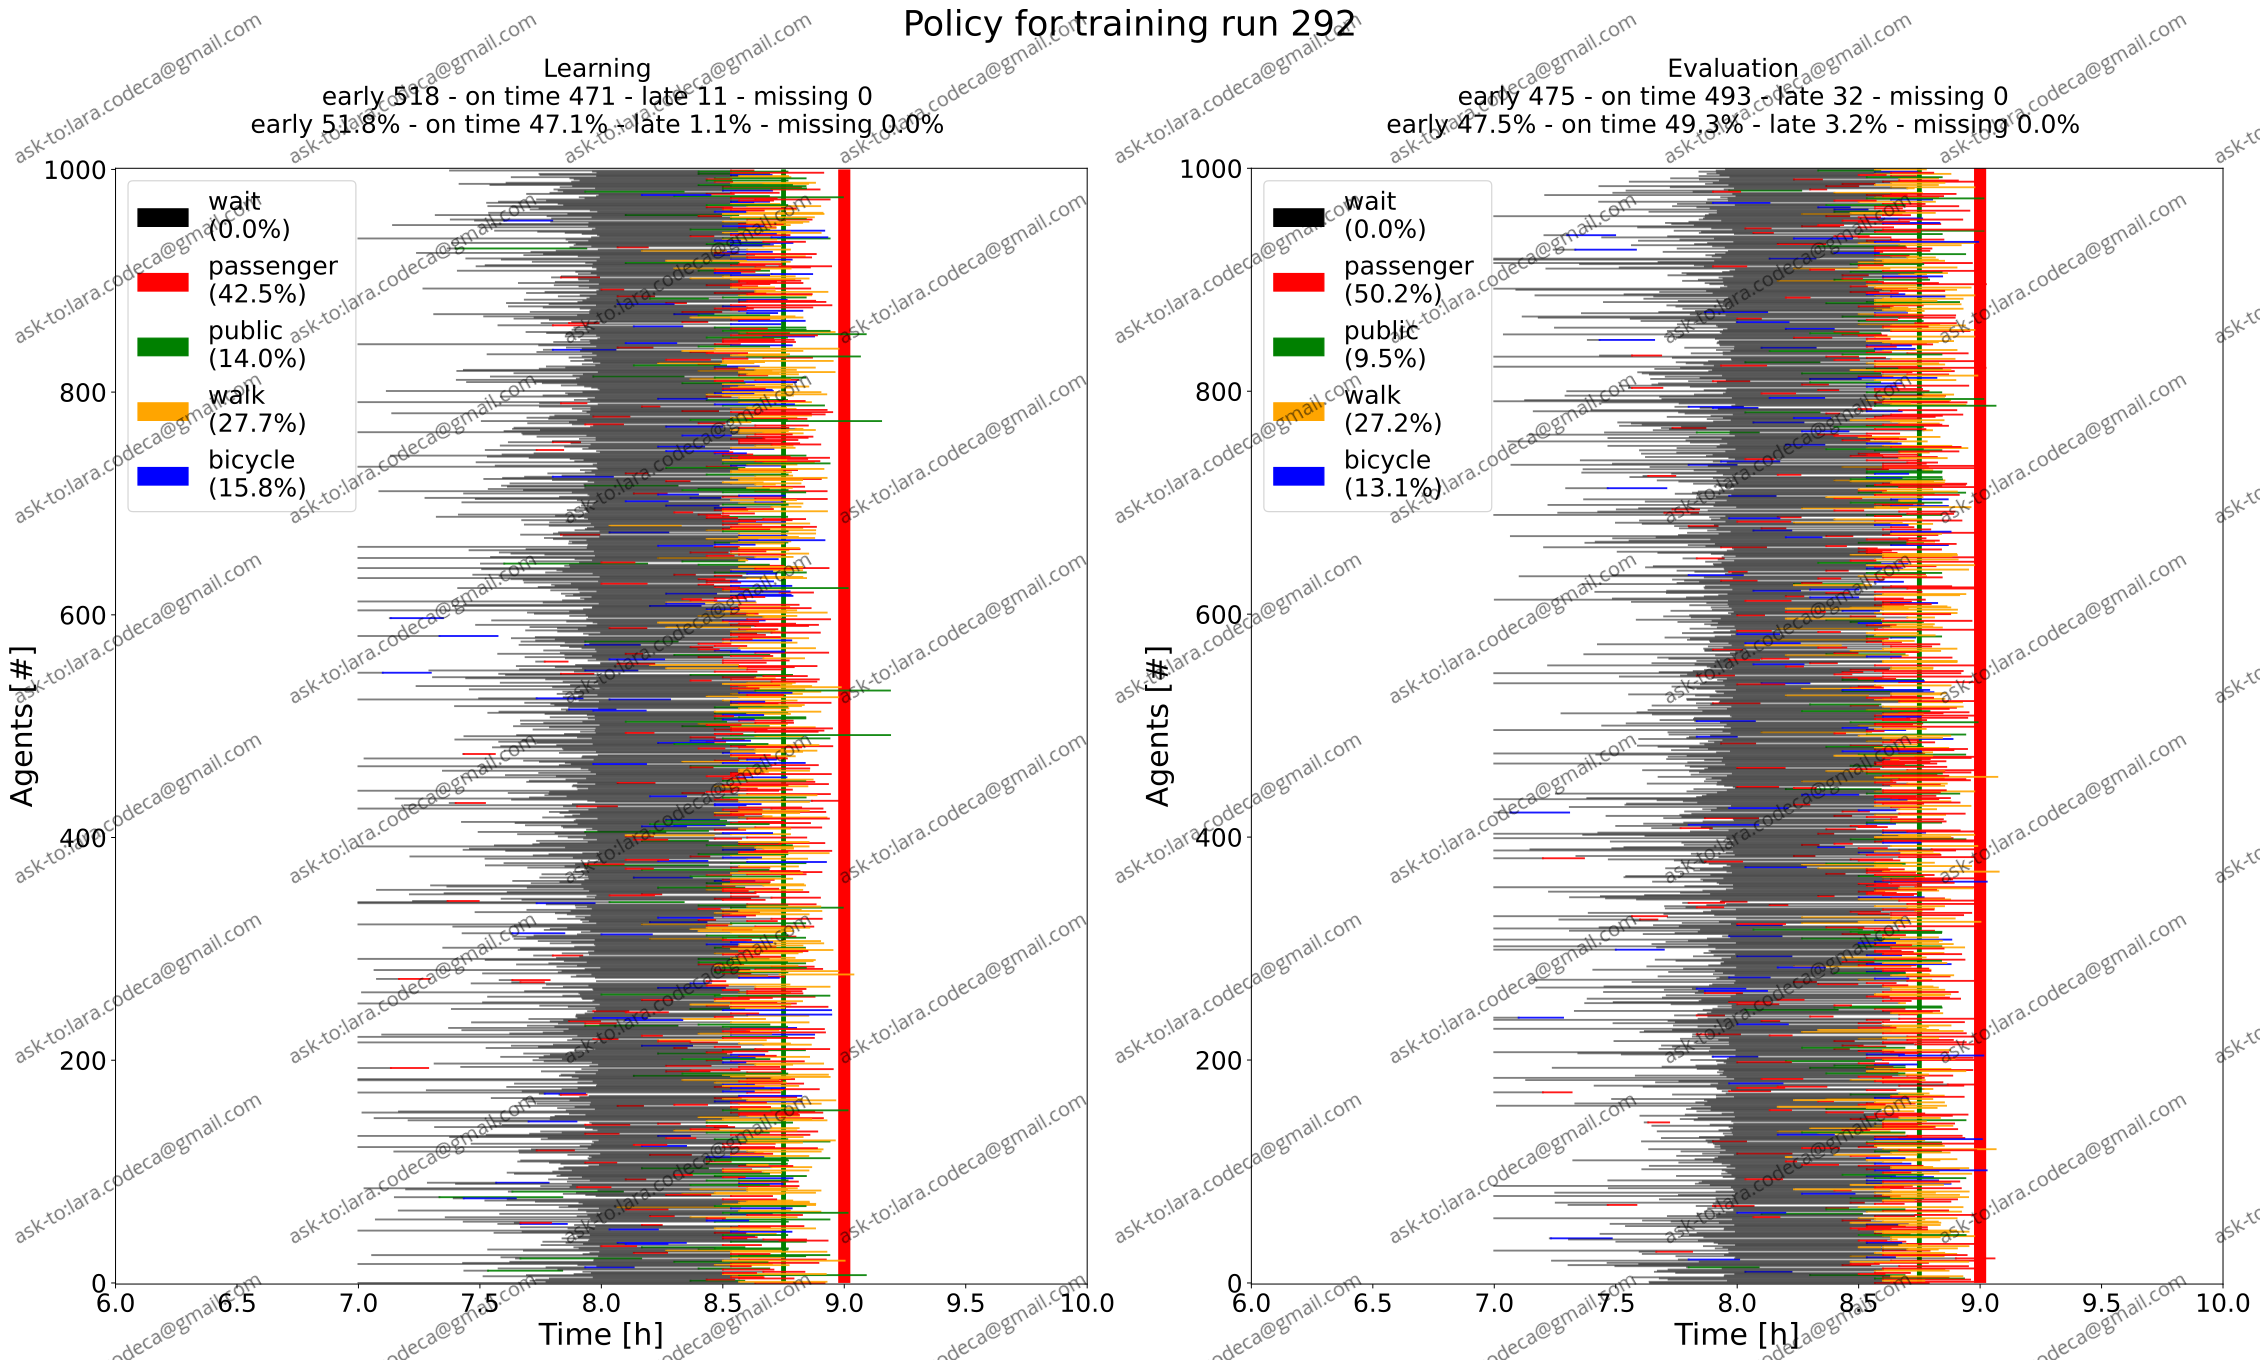 Policy for training run 292
Learning
early 518 - on time 471 - late 11 - missing 0
early 51.8% - on time 47.1% - late 1.1% - missing 0.0%
1000
800
600
400
200
0
Agents [#]
wait
(0.0%)
passenger
(42.5%)
public
(14.0%)
walk
(27.7%)
bicycle
(15.8%)
6.0 6.5 7.0 7.5 8.0 8.5 9.0 9.5 10.0
Time [h]
Evaluation
early 475 - on time 493 - late 32 - missing 0
early 47.5% - on time 49.3% - late 3.2% - missing 0.0%
1000
800
600
400
200
0
Agents [#]
wait
(0.0%)
passenger
(50.2%)
public
(9.5%)
walk
(27.2%)
bicycle
(13.1%)
6.0 6.5 7.0 7.5 8.0 8.5 9.0 9.5 10.0
Time [h]
ask-to:lara.codeca@gmail.com